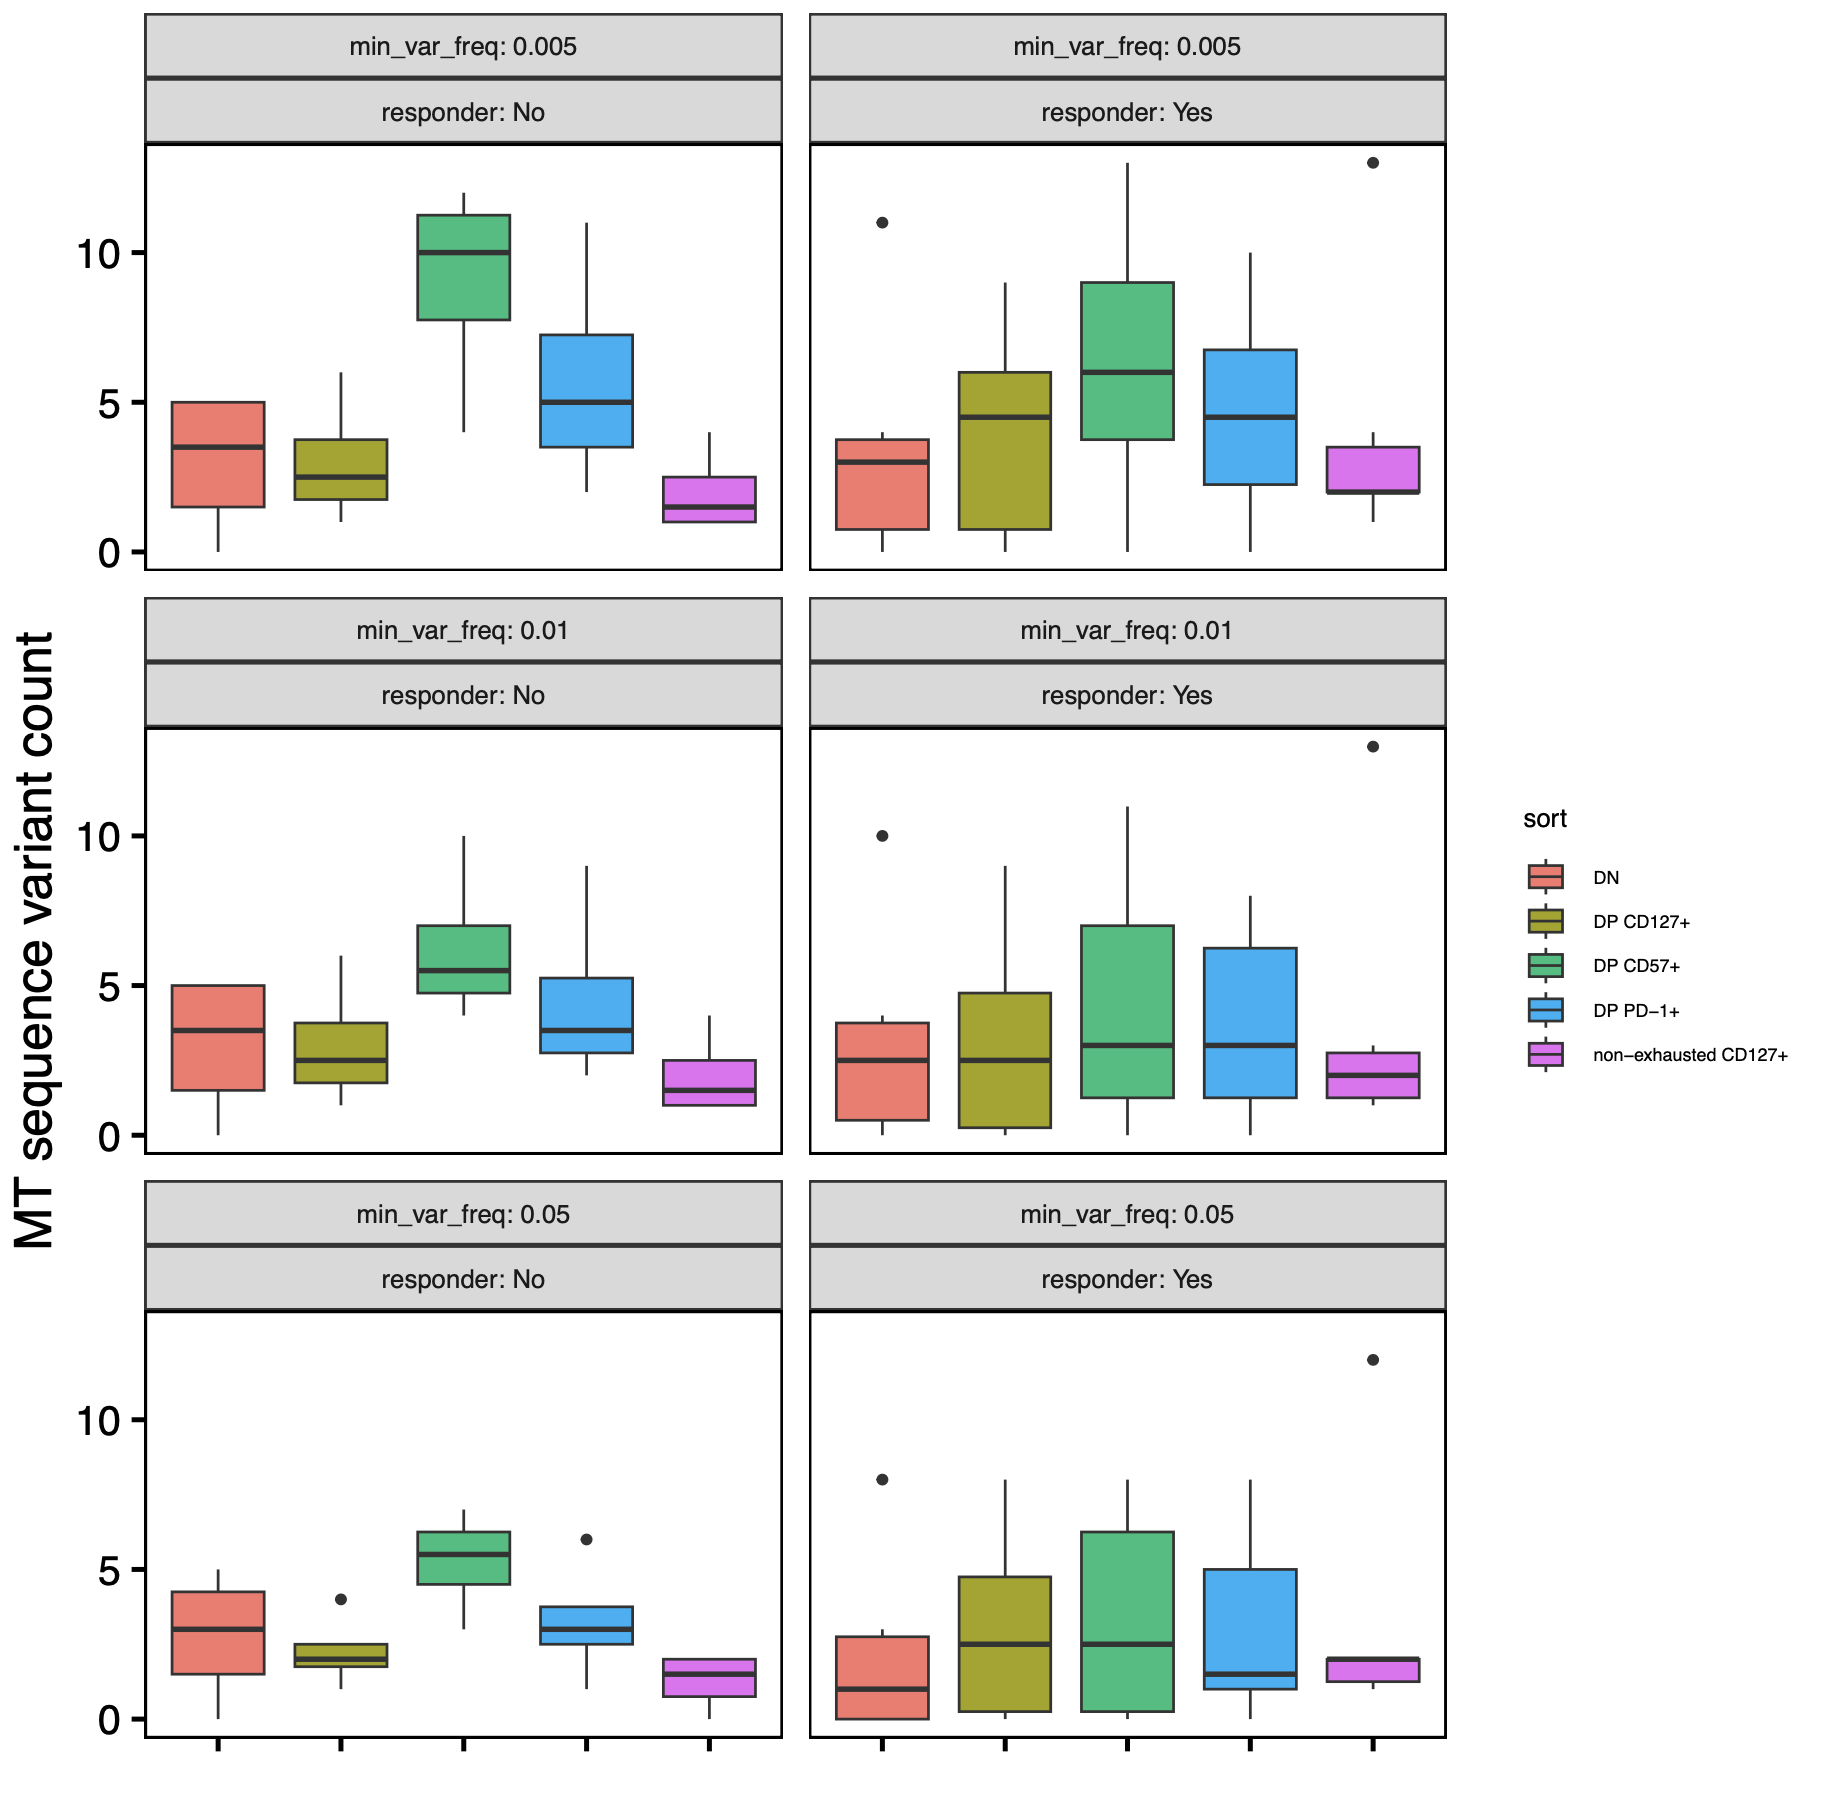 MT sequence variant count
min_var_freq: 0.005
responder: No
10
5
0
min_var_freq: 0.005
responder: Yes
min_var_freq: 0.01
responder: No
10
5
0
min_var_freq: 0.01
responder: Yes
min_var_freq: 0.05
responder: No
10
5
0
min_var_freq: 0.05
responder: Yes
sort
DN
DP CD127+
DP CD57+
DP PD−1+
non−exhausted CD127+